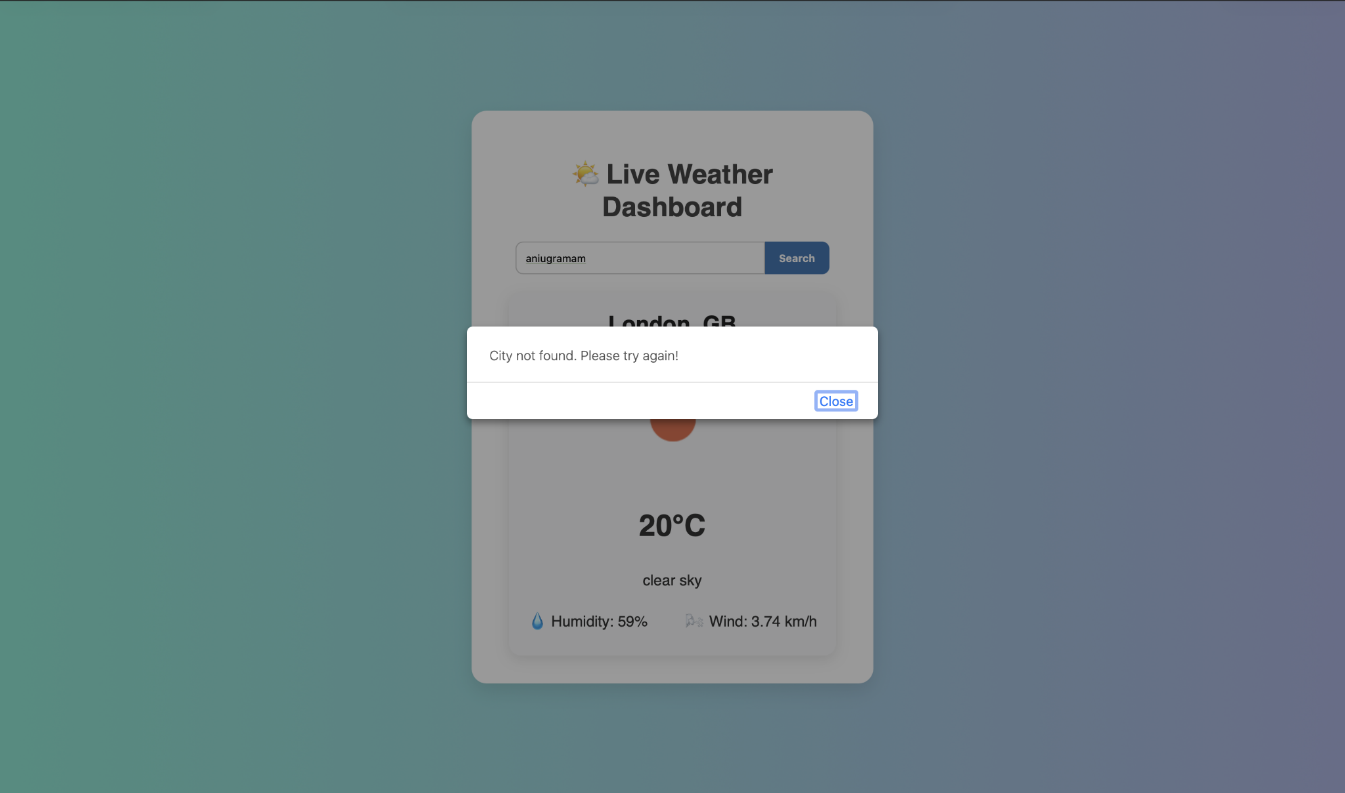 🌤️ Live Weather
Dashboard
aniugramam
Search
London, GB
City not found. Please try again!
Close
20°C
clear sky
💧 Humidity: 59%
🌬️ Wind: 3.74 km/h